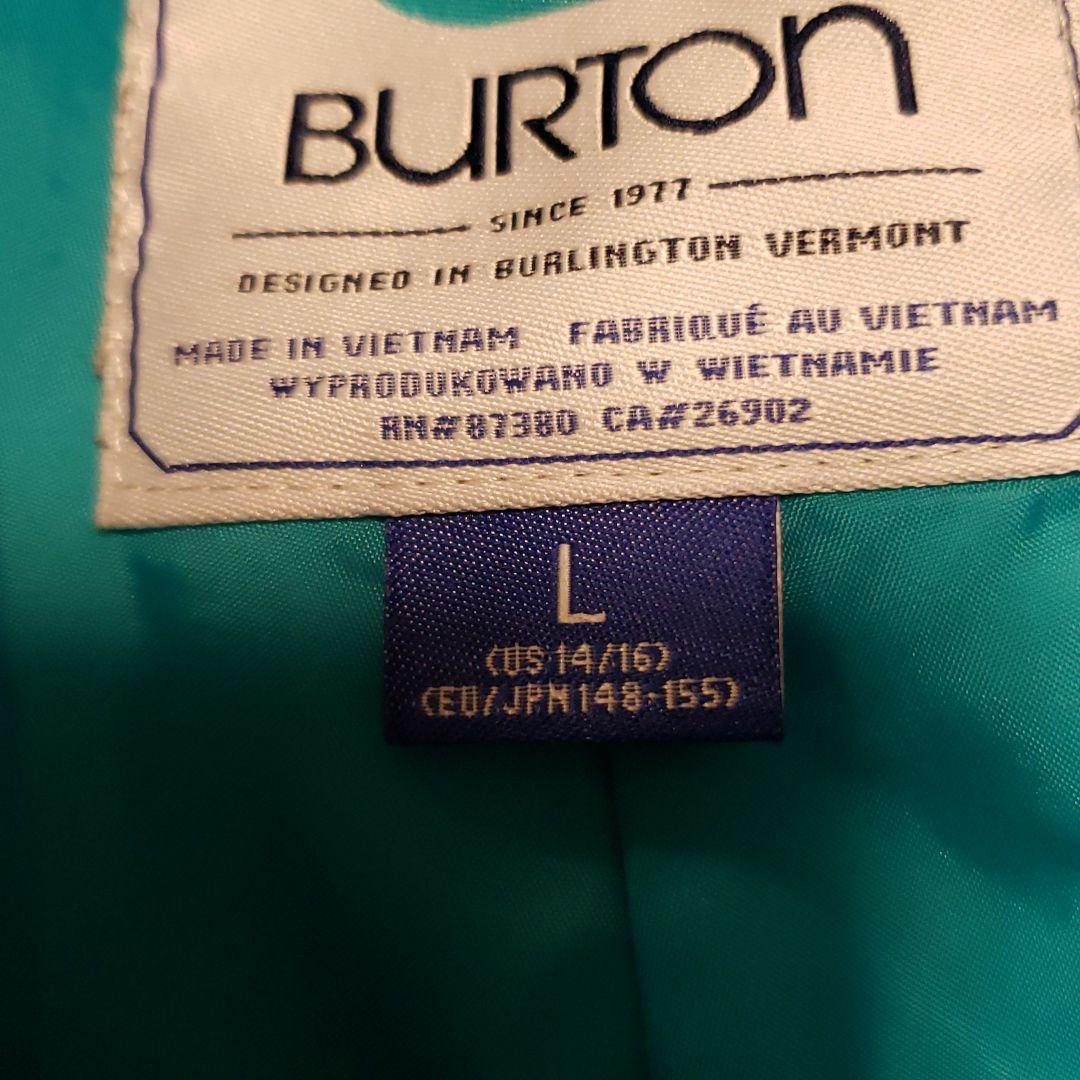 BURTON
SINCE 1977
DESIGNED IN BURLINGTON VERMONT
MADE IN VIETNAM FABRIQUÉ AU VIETNAM
WYPRODUKOWANO W WIETNAMIE
RN#87380 CA#26902
L
(US 14/16)
(EU/JPN 148-155)